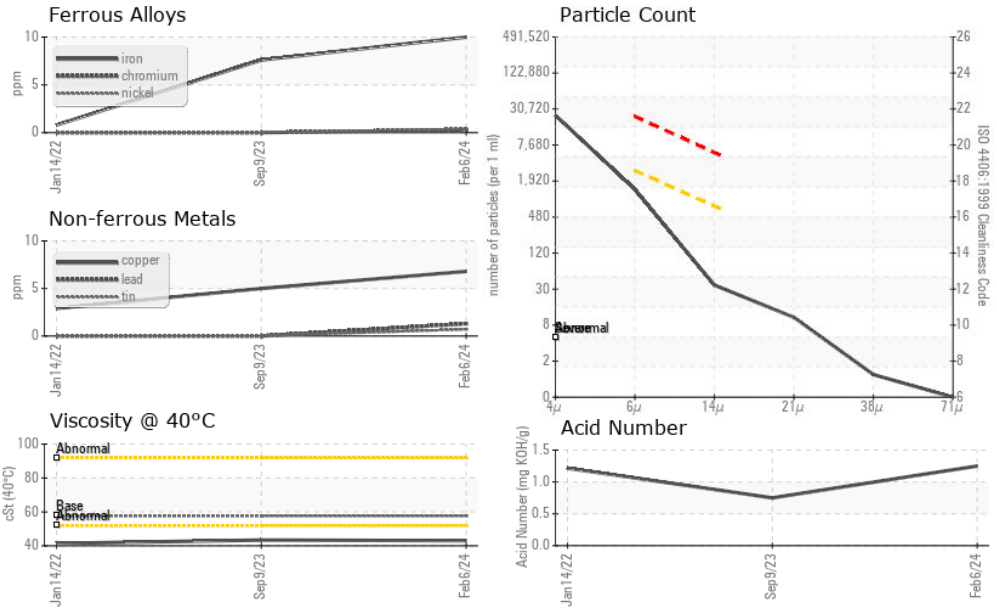 Ferrous Alloys
10
5
0
ppm
iron
chromium
nickel
Jan14/22
Sep9/23
Feb6/24
Non-ferrous Metals
10
5
0
ppm
copper
lead
tin
Jan14/22
Sep9/23
Feb6/24
Viscosity @ 40°C
100
80
60
40
cSt (40°C)
Abnormal
Base
Abnormal
Jan14/22
Sep9/23
Feb6/24
Particle Count
491,520
122,880
30,720
7,680
1,920
480
120
30
8
2
0
number of particles (per 1 ml)
Abnormal
26
24
22
20
18
16
14
12
10
8
6
ISO 4406:1999 Cleanliness Code
4µ
6µ
14µ
21µ
38µ
71µ
Acid Number
1.5
1.0
0.5
0.0
Acid Number (mg KOH/g)
Jan14/22
Sep9/23
Feb6/24